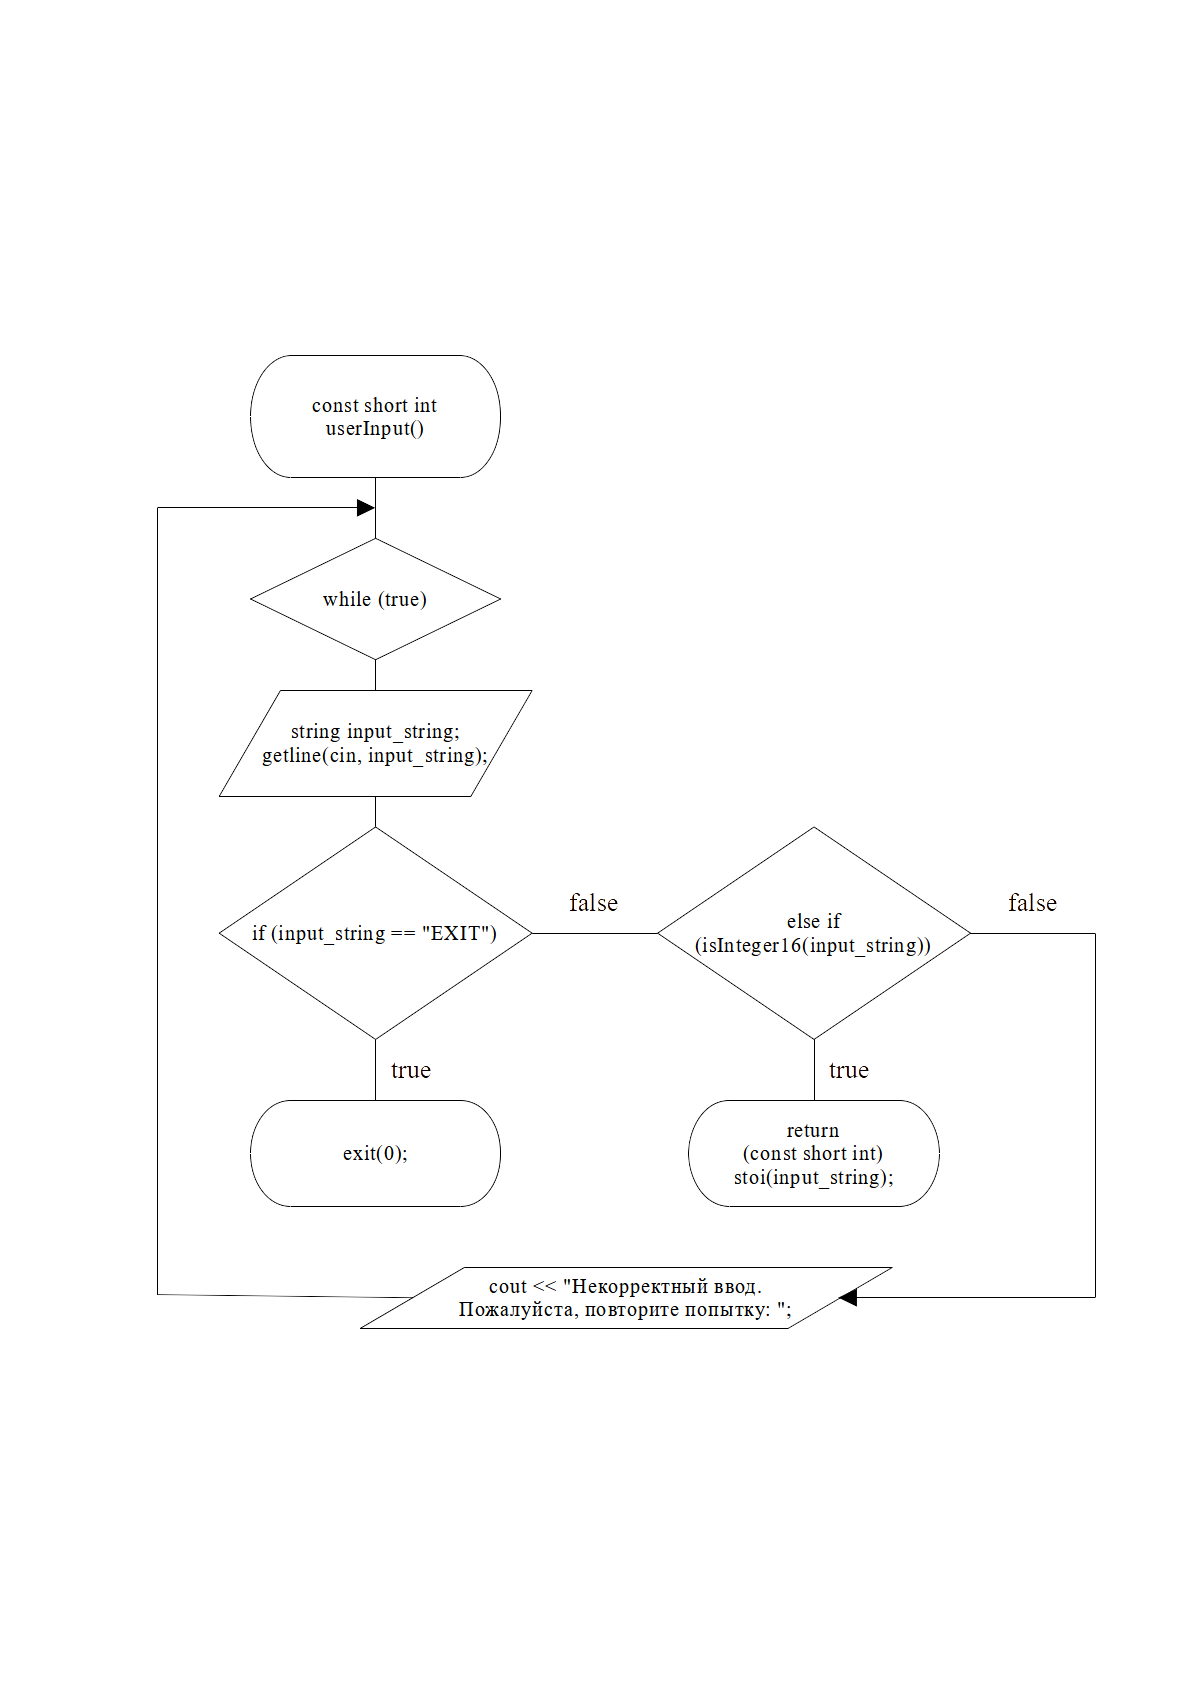 const short int
userInput()
while (true)
string input_string;
getline(cin, input_string);
if (input_string == "EXIT")
false
else if
(isInteger16(input_string))
false
true
true
exit(0);
return
(const short int)
stoi(input_string);
cout << "Некорректный ввод.
Пожалуйста, повторите попытку: ";